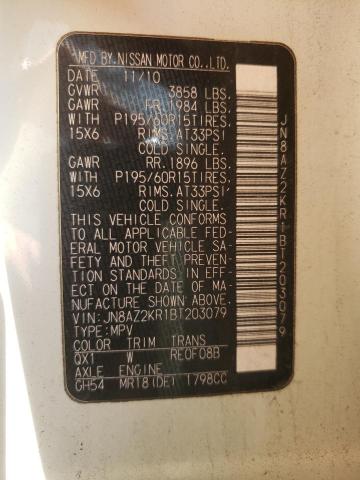 MFD BY NISSAN MOTOR CO., LTD.
DATE 11/10
GVWR 3858 LBS.
GAWR FR. 1984 LBS.
WITH P195/60R15TIRES.
15X6 RIMS. AT33PSI
COLD SINGLE.
GAWR RR. 1896 LBS.
WITH P195/60R15TIRES.
15X6 RIMS. AT33PSI
COLD SINGLE.
THIS VEHICLE CONFORMS
TO ALL APPLICABLE FED-
ERAL MOTOR VEHICLE SA-
FETY AND THEFT PREVENTION
STANDARDS IN EFF-
ECT ON THE DATE OF MA-
NUFACTURE SHOWN ABOVE.
VIN: JN8AZ2KR1BT203079
TYPE: MPV
COLOR TRIM TRANS
QX1 W RE0F08B
AXLE ENGINE
GH54 MR18(DE) 1798CC
JN8AZ2KR1BT203079